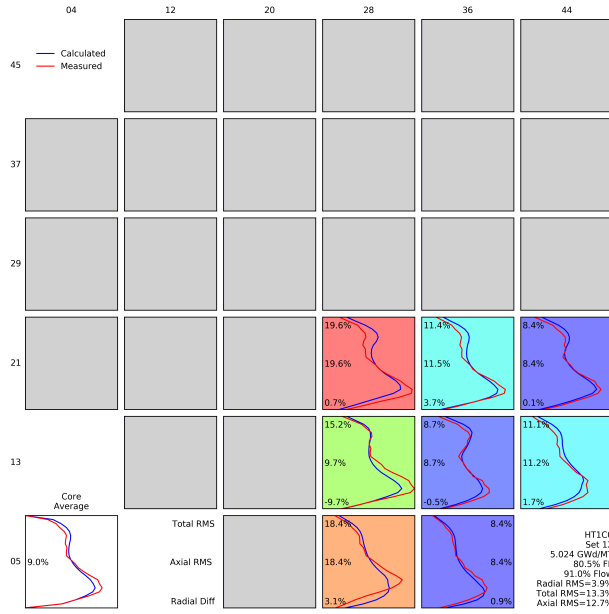 04 12 20 28 36 44
45
Calculated
Measured
37
29
21
19.6% 11.4% 8.4%
19.6% 11.5% 8.4%
0.7% 3.7% 0.1%
13
15.2% 8.7% 11.1%
9.7% 8.7% 11.2%
-9.7% -0.5% 1.7%
Core
Average
05
9.0%
Total RMS 18.4% 8.4%
Axial RMS 18.4% 8.4%
Radial Diff 3.1% 0.9%
Set
80.5%
91.0%
Radial RMS=3.9%
Total RMS=13.3%
Axial RMS=12.7%
5.024